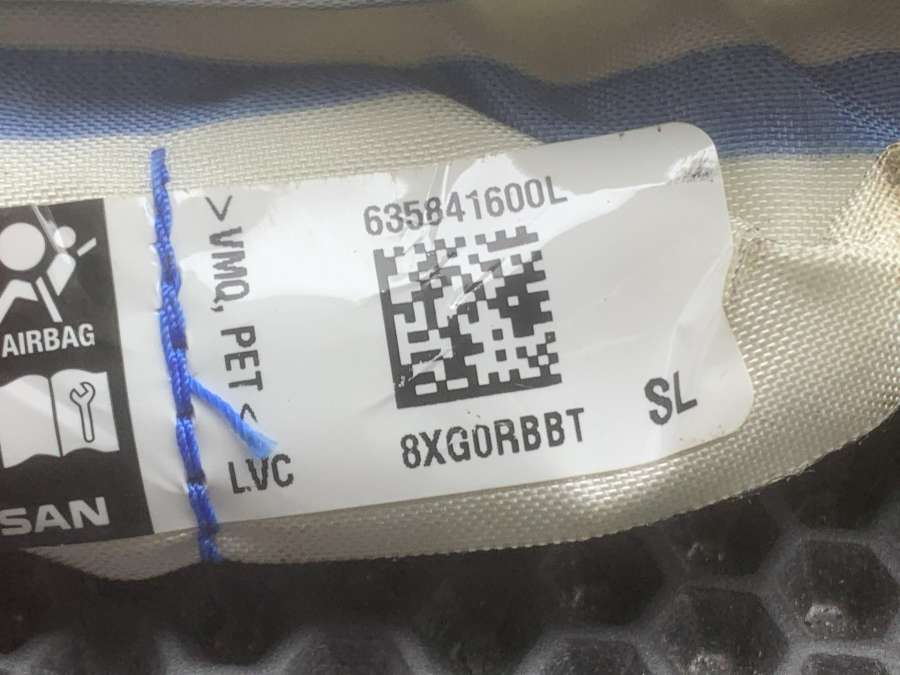 AIRBAG
SAN
>VMQ, PET<
LVC
635841600L
8XG0RBBT
SL